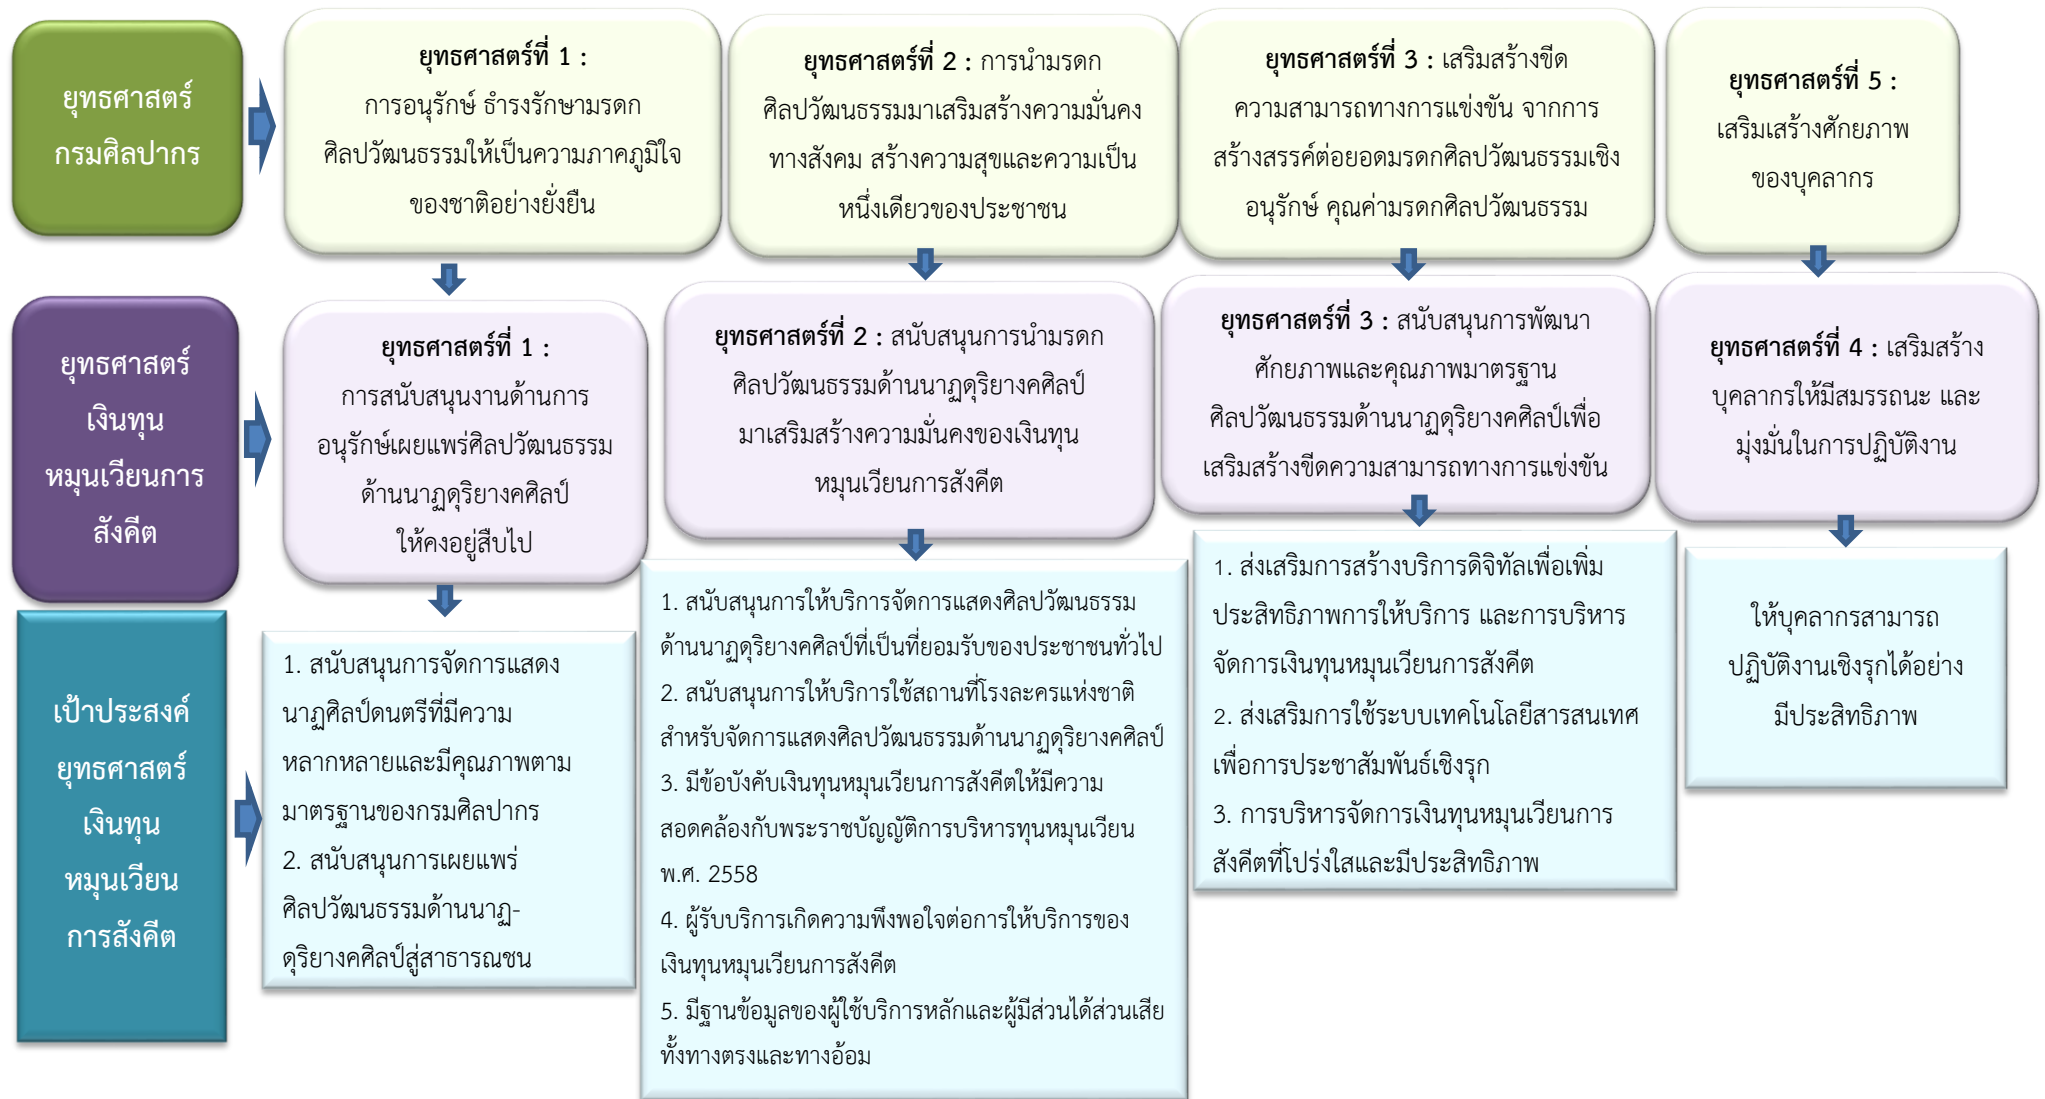 ยุทธศาสตร์
กรมศิลปากร
ยุทธศาสตร์ที่ 1 :
การอนุรักษ์ ธำรงรักษามรดก
ศิลปวัฒนธรรมให้เป็นความภาคภูมิใจ
ของชาติอย่างยั่งยืน
ยุทธศาสตร์ที่ 2 : การนำมรดก
ศิลปวัฒนธรรมมาเสริมสร้างความมั่นคง
ทางสังคม สร้างความสุขและความเป็น
หนึ่งเดียวของประชาชน
ยุทธศาสตร์ที่ 3 : เสริมสร้างขีด
ความสามารถทางการแข่งขัน จากการ
สร้างสรรค์ต่อยอดมรดกศิลปวัฒนธรรมเชิง
อนุรักษ์ คุณค่ามรดกศิลปวัฒนธรรม
ยุทธศาสตร์ที่ 5 :
เสริมเสร้างศักยภาพ
ของบุคลากร
ยุทธศาสตร์
เงินทุน
หมุนเวียนการ
สังคีต
ยุทธศาสตร์ที่ 1 :
การสนับสนุนงานด้านการ
อนุรักษ์เผยแพร่ศิลปวัฒนธรรม
ด้านนาฏดุริยางคศิลป์
ให้คงอยู่สืบไป
ยุทธศาสตร์ที่ 2 : สนับสนุนการนำมรดก
ศิลปวัฒนธรรมด้านนาฏดุริยางคศิลป์
มาเสริมสร้างความมั่นคงของเงินทุน
หมุนเวียนการสังคีต
ยุทธศาสตร์ที่ 3 : สนับสนุนการพัฒนา
ศักยภาพและคุณภาพมาตรฐาน
ศิลปวัฒนธรรมด้านนาฏดุริยางคศิลป์เพื่อ
เสริมสร้างขีดความสามารถทางการแข่งขัน
ยุทธศาสตร์ที่ 4 : เสริมสร้าง
บุคลากรให้มีสมรรถนะ และ
มุ่งมั่นในการปฏิบัติงาน
เป้าประสงค์
ยุทธศาสตร์
เงินทุน
หมุนเวียน
การสังคีต
1. สนับสนุนการจัดการแสดง
นาฏศิลป์ดนตรีที่มีความ
หลากหลายและมีคุณภาพตาม
มาตรฐานของกรมศิลปากร
2. สนับสนุนการเผยแพร่
ศิลปวัฒนธรรมด้านนาฏ-
ดุริยางคศิลป์สู่สาธารณชน
1. สนับสนุนการให้บริการจัดการแสดงศิลปวัฒนธรรม
ด้านนาฏดุริยางคศิลป์ที่เป็นที่ยอมรับของประชาชนทั่วไป
2. สนับสนุนการให้บริการใช้สถานที่โรงละครแห่งชาติ
สำหรับจัดการแสดงศิลปวัฒนธรรมด้านนาฏดุริยางคศิลป์
3. มีข้อบังคับเงินทุนหมุนเวียนการสังคีตให้มีความ
สอดคล้องกับพระราชบัญญัติการบริหารทุนหมุนเวียน
พ.ศ. 2558
4. ผู้รับบริการเกิดความพึงพอใจต่อการให้บริการของ
เงินทุนหมุนเวียนการสังคีต
5. มีฐานข้อมูลของผู้ใช้บริการหลักและผู้มีส่วนได้ส่วนเสีย
ทั้งทางตรงและทางอ้อม
1. ส่งเสริมการสร้างบริการดิจิทัลเพื่อเพิ่ม
ประสิทธิภาพการให้บริการ และการบริหาร
จัดการเงินทุนหมุนเวียนการสังคีต
2. ส่งเสริมการใช้ระบบเทคโนโลยีสารสนเทศ
เพื่อการประชาสัมพันธ์เชิงรุก
3. การบริหารจัดการเงินทุนหมุนเวียนการ
สังคีตที่โปร่งใสและมีประสิทธิภาพ
ให้บุคลากรสามารถ
ปฏิบัติงานเชิงรุกได้อย่าง
มีประสิทธิภาพ